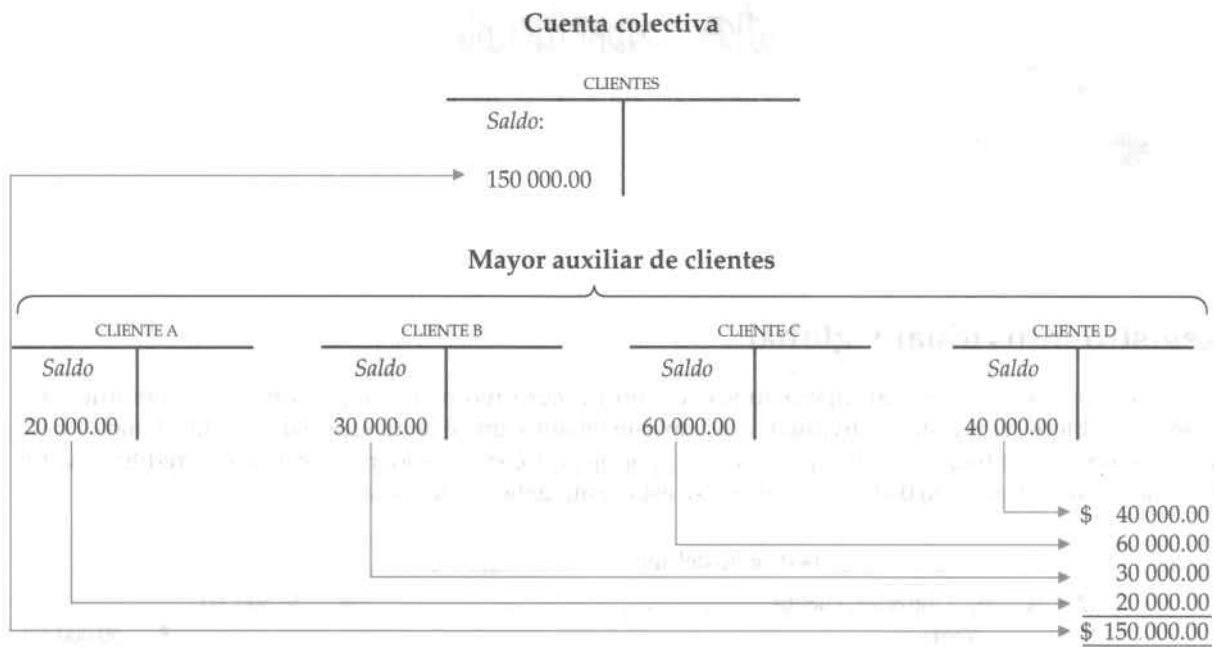 Cuenta colectiva
CLIENTES
Saldo:
150 000.00
Mayor auxiliar de clientes
CLIENTE A CLIENTE B CLIENTE C CLIENTE D
Saldo Saldo Saldo Saldo
20 000.00 30 000.00 60 000.00 40 000.00
$ 40 000.00
60 000.00
30 000.00
20 000.00
$ 150 000.00